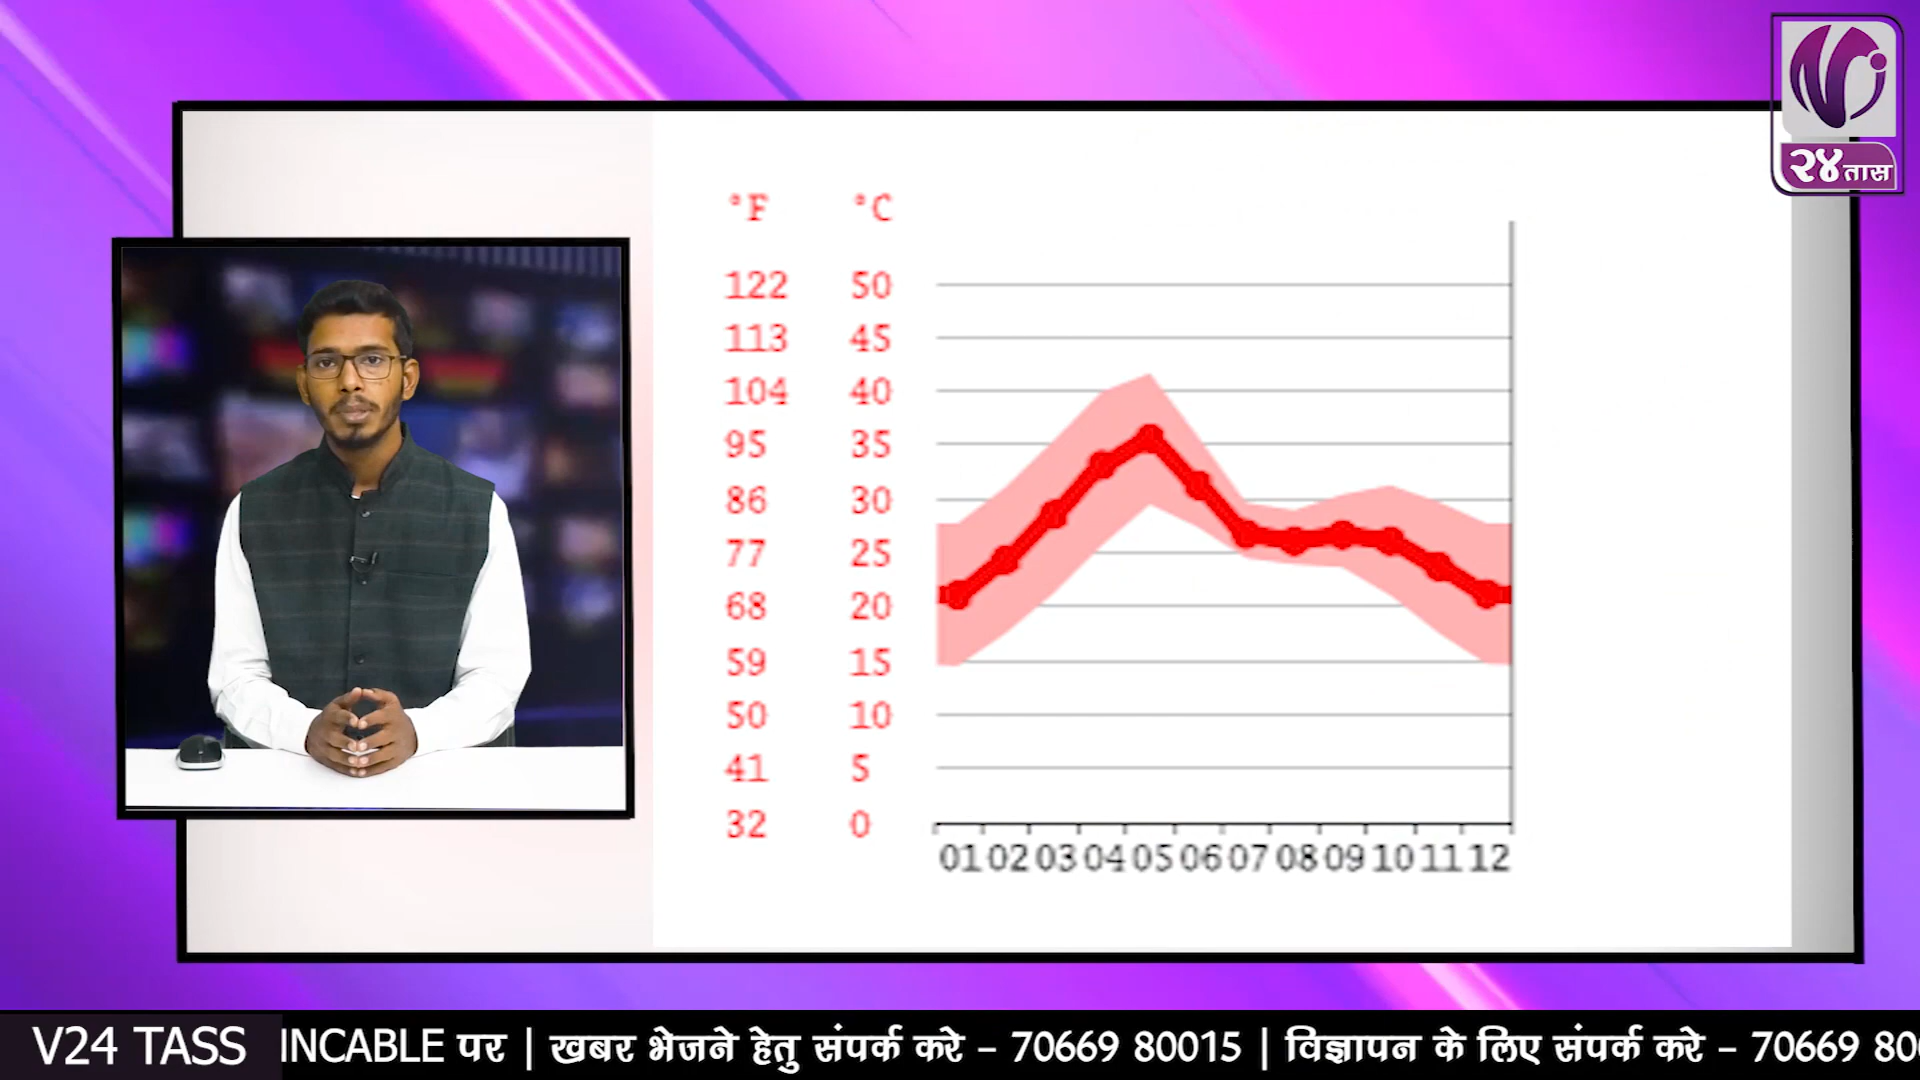 २४तास
°F °C
122 50
113 45
104 40
95 35
86 30
77 25
68 20
59 15
50 10
41 5
32 0
01 02 03 04 05 06 07 08 09 10 11 12
V24 TASS INCABLE पर | खबर भेजने हेतु संपर्क करे – 70669 80015 | विज्ञापन के लिए संपर्क करे – 70669 80